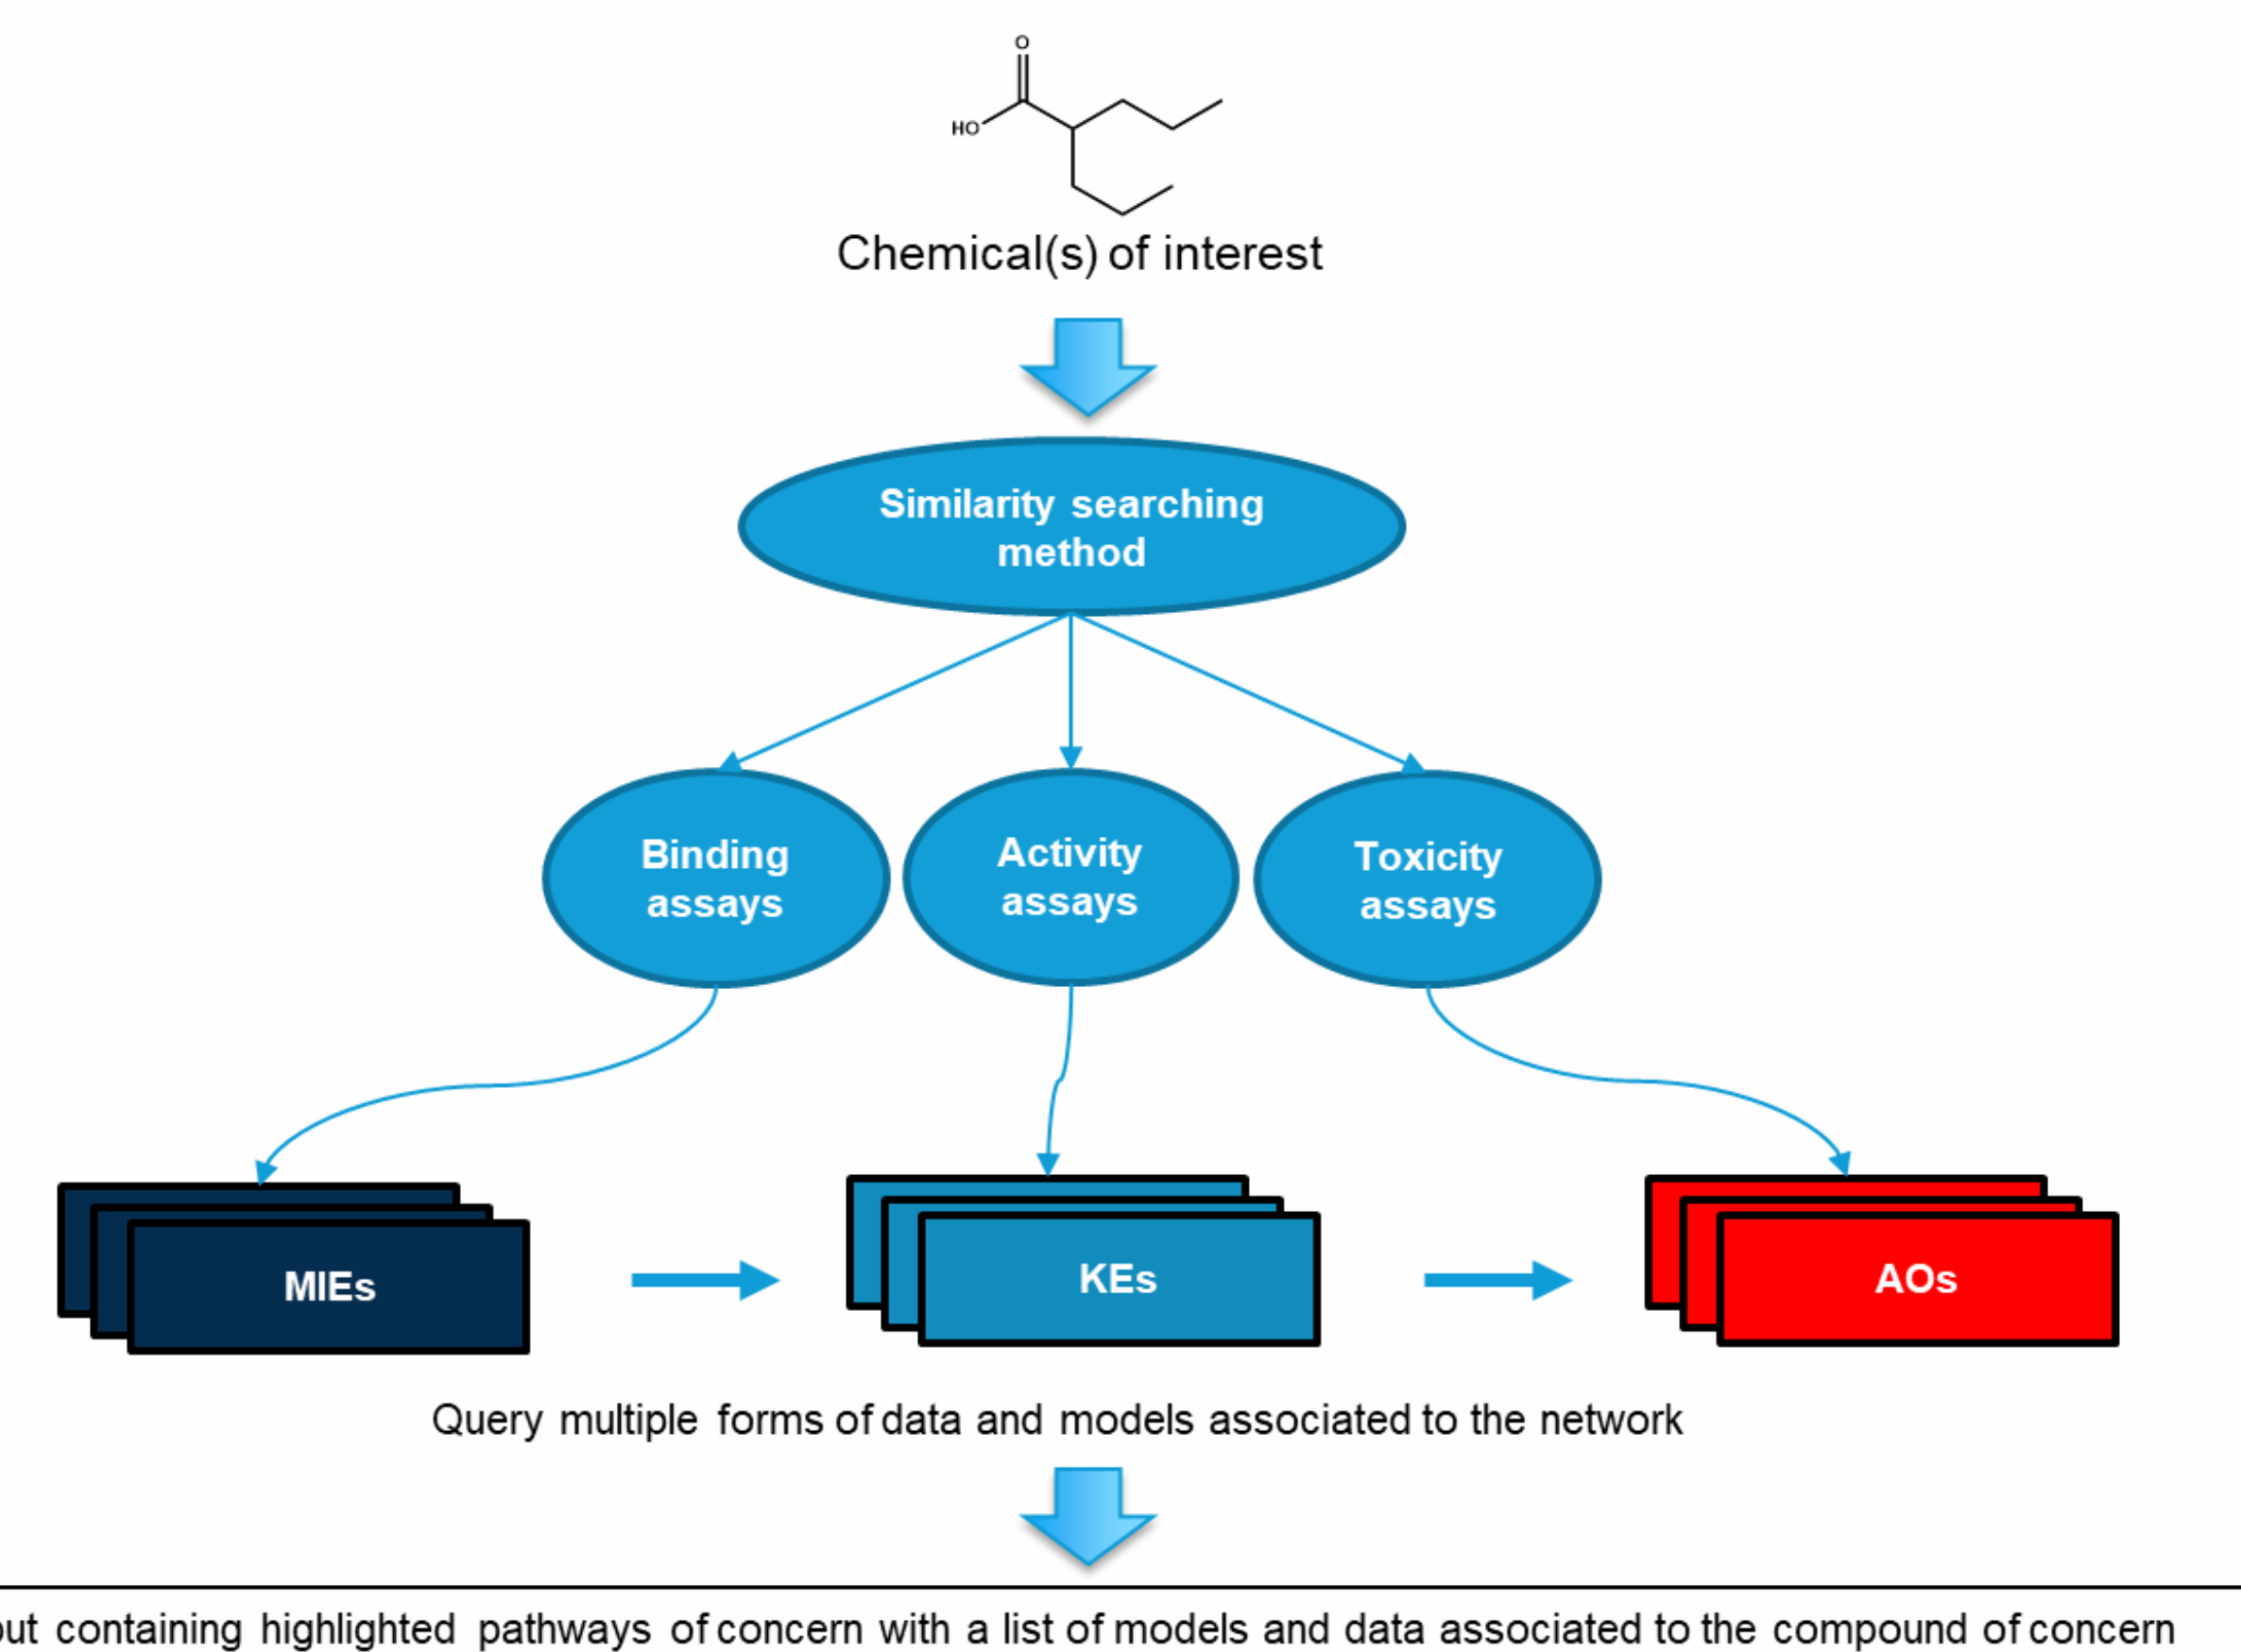 O
HO
Chemical(s) of interest
Similarity searching
method
Binding
assays
Activity
assays
Toxicity
assays
MIEs
KEs
AOs
Query multiple forms of data and models associated to the network
containing highlighted pathways of concern with a list of models and data associated to the compound of concern